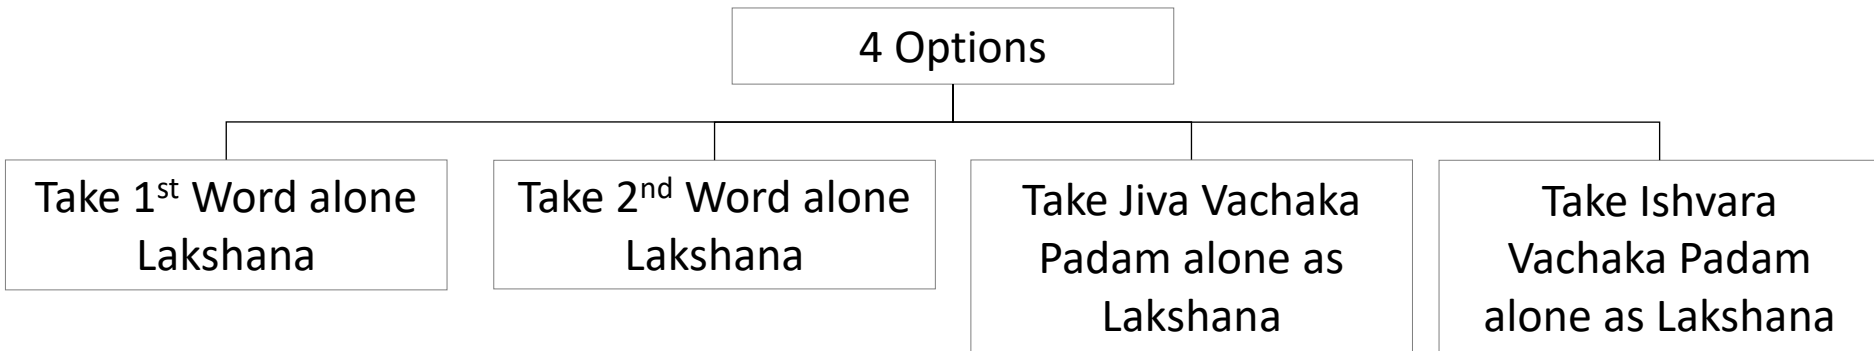 4 Options
Take 1st Word alone
Lakshana
Take 2nd Word alone
Lakshana
Take Jiva Vachaka
Padam alone as
Lakshana
Take Ishvara
Vachaka Padam
alone as Lakshana